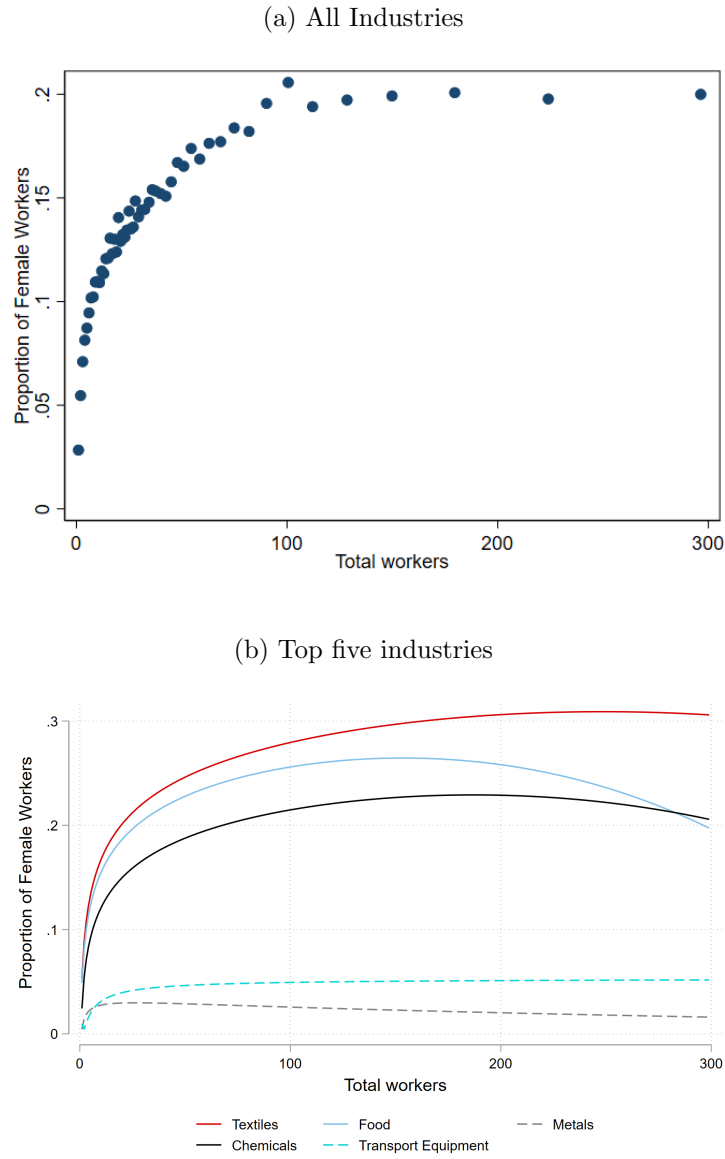 (a) All Industries
Proportion of Female Workers
.2
.15
.1
.05
0
0 100 200 300
Total workers
(b) Top five industries
Proportion of Female Workers
.3
.2
.1
0
0 100 200 300
Total workers
Textiles Food Metals
Chemicals Transport Equipment